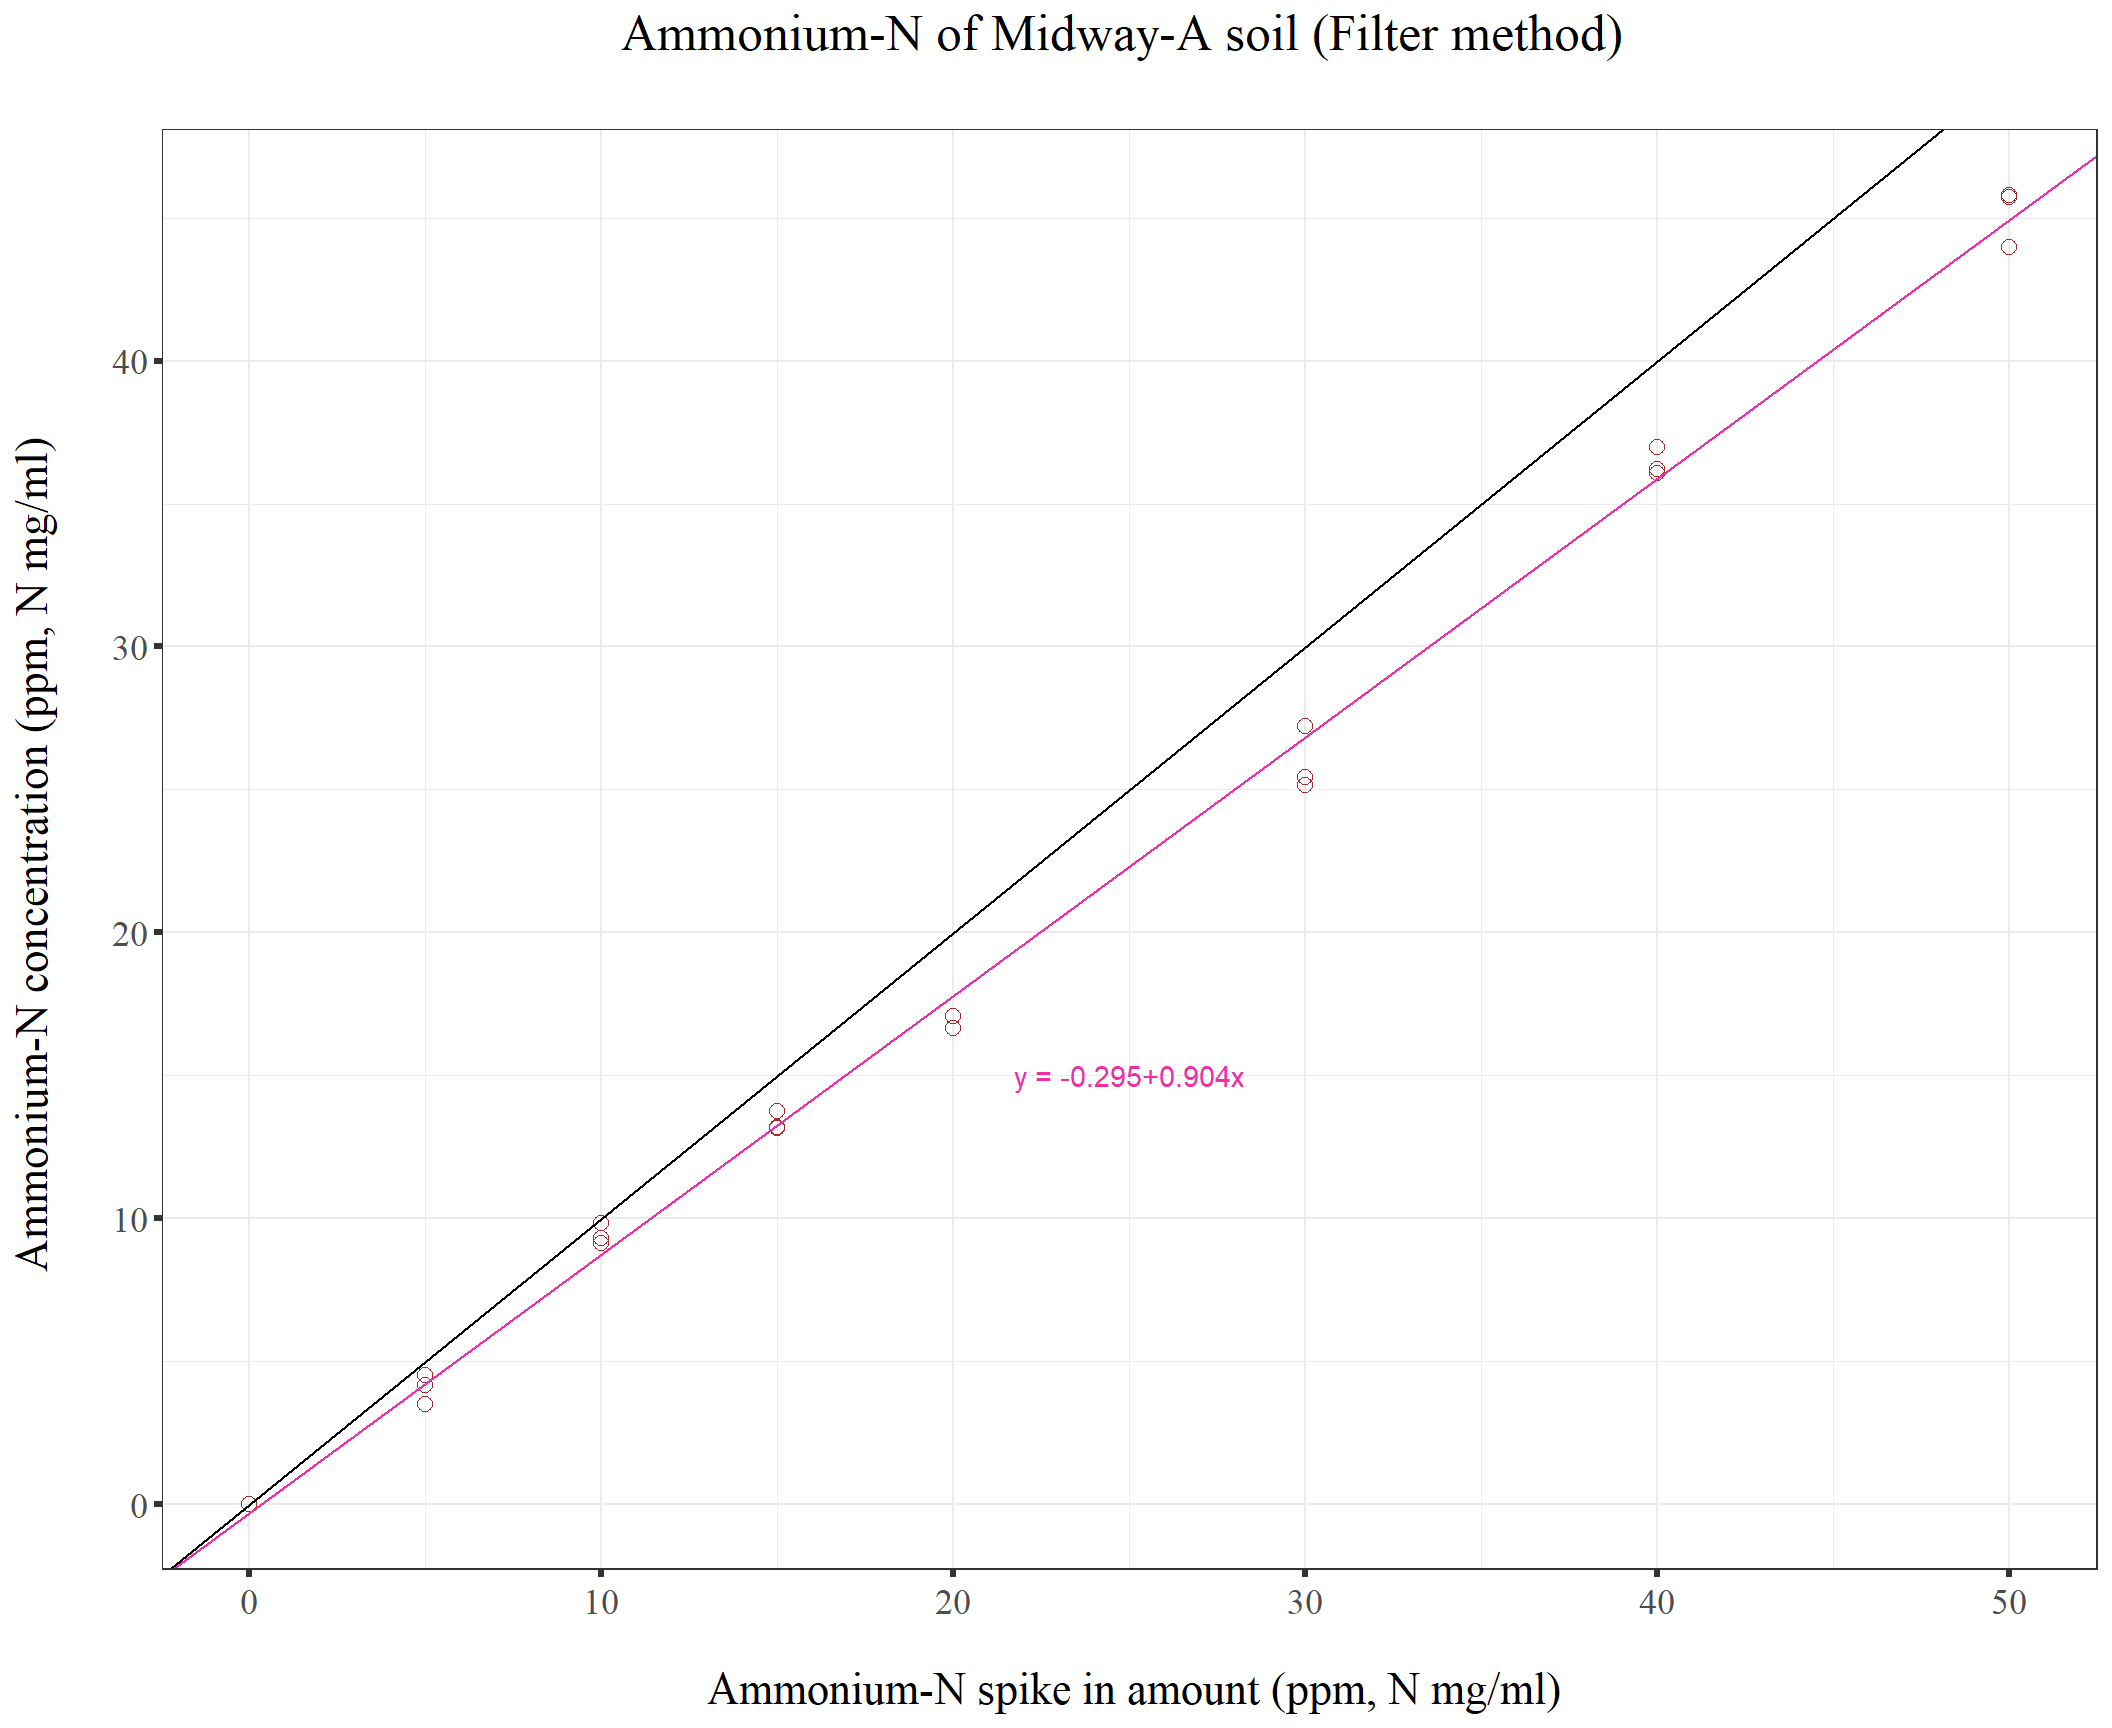 Ammonium-N of Midway-A soil (Filter method)
Ammonium-N concentration (ppm, N mg/ml)
40
30
20
10
0
y = -0.295+0.904x
0 10 20 30 40 50
Ammonium-N spike in amount (ppm, N mg/ml)